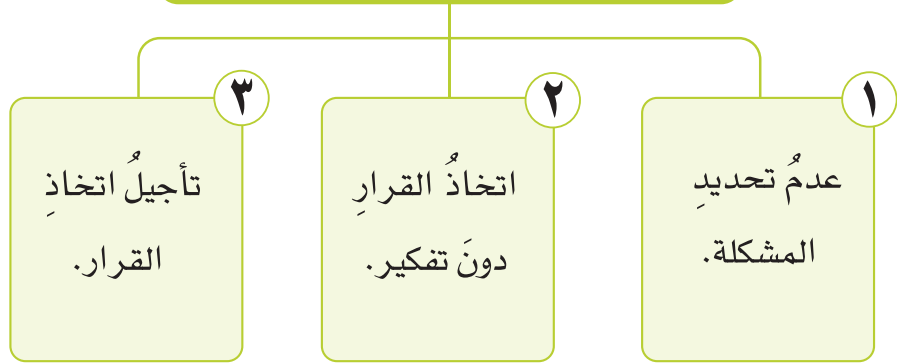 ١
عدمُ تحديدِ
المشكلة.
٢
اتخاذُ القرارِ
دونَ تفكير.
٣
تأجيلُ اتخاذِ
القرار.